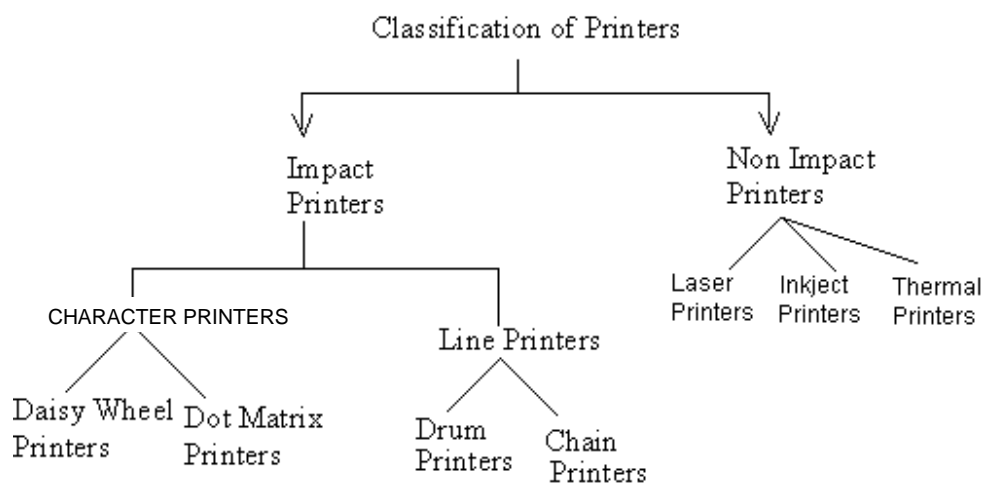 Classification of Printers
Impact
Printers
Non Impact
Printers
Laser
Printers
Inkject
Printers
Thermal
Printers
CHARACTER PRINTERS
Line Printers
Daisy Wheel
Printers
Dot Matrix
Printers
Drum
Printers
Chain
Printers